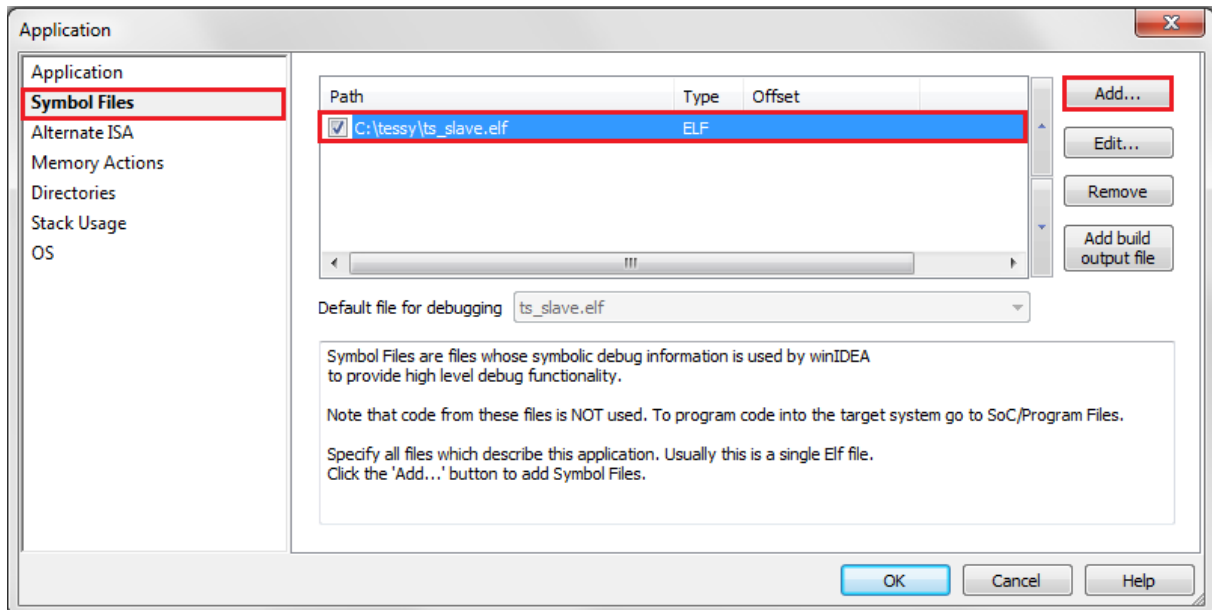 Application
Application
Symbol Files
Alternate ISA
Memory Actions
Directories
Stack Usage
OS
Path Type Offset
C:\tessy\ts_slave.elf ELF
Add...
Edit...
Remove
Add build
output file
Default file for debugging ts_slave.elf
Symbol Files are files whose symbolic debug information is used by winIDEA
to provide high level debug functionality.
Note that code from these files is NOT used. To program code into the target system go to SoC/Program Files.
Specify all files which describe this application. Usually this is a single Elf file.
Click the 'Add...' button to add Symbol Files.
OK Cancel Help